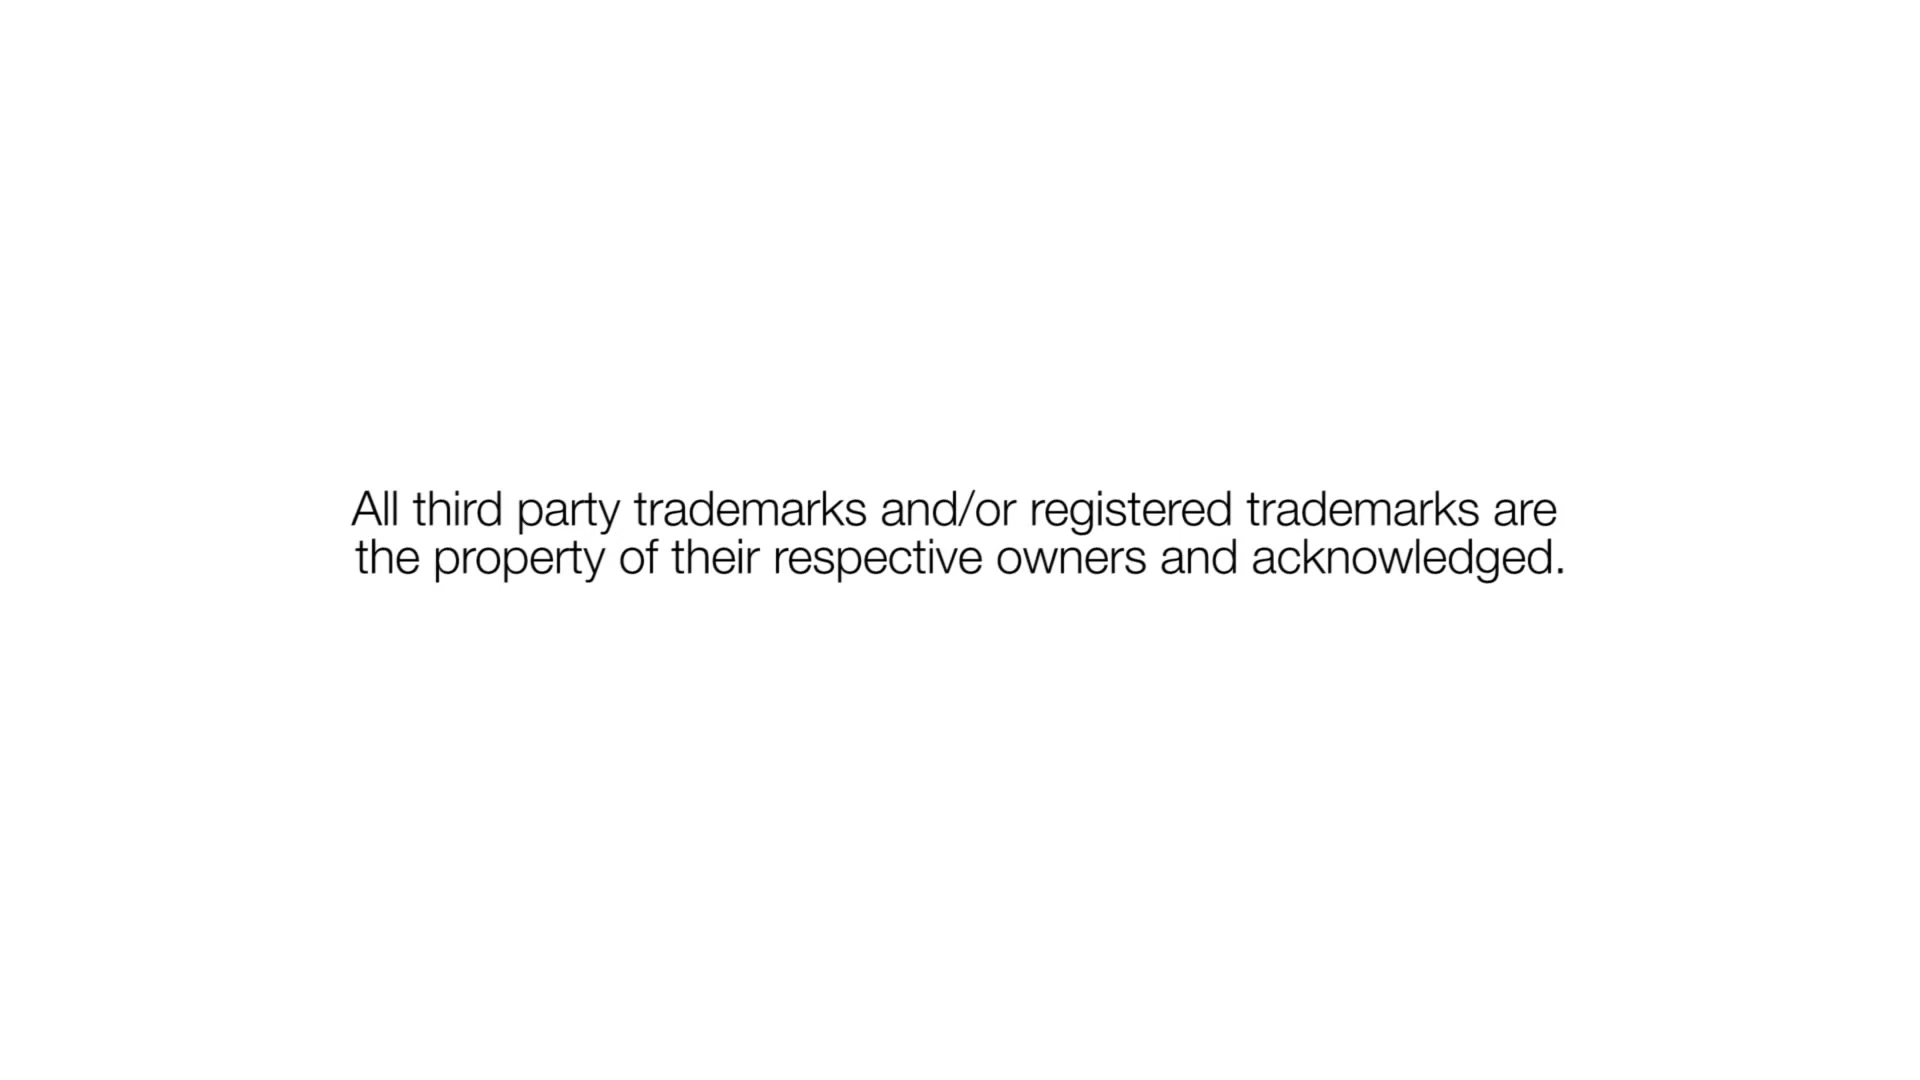 All third party trademarks and/or registered trademarks are
the property of their respective owners and acknowledged.